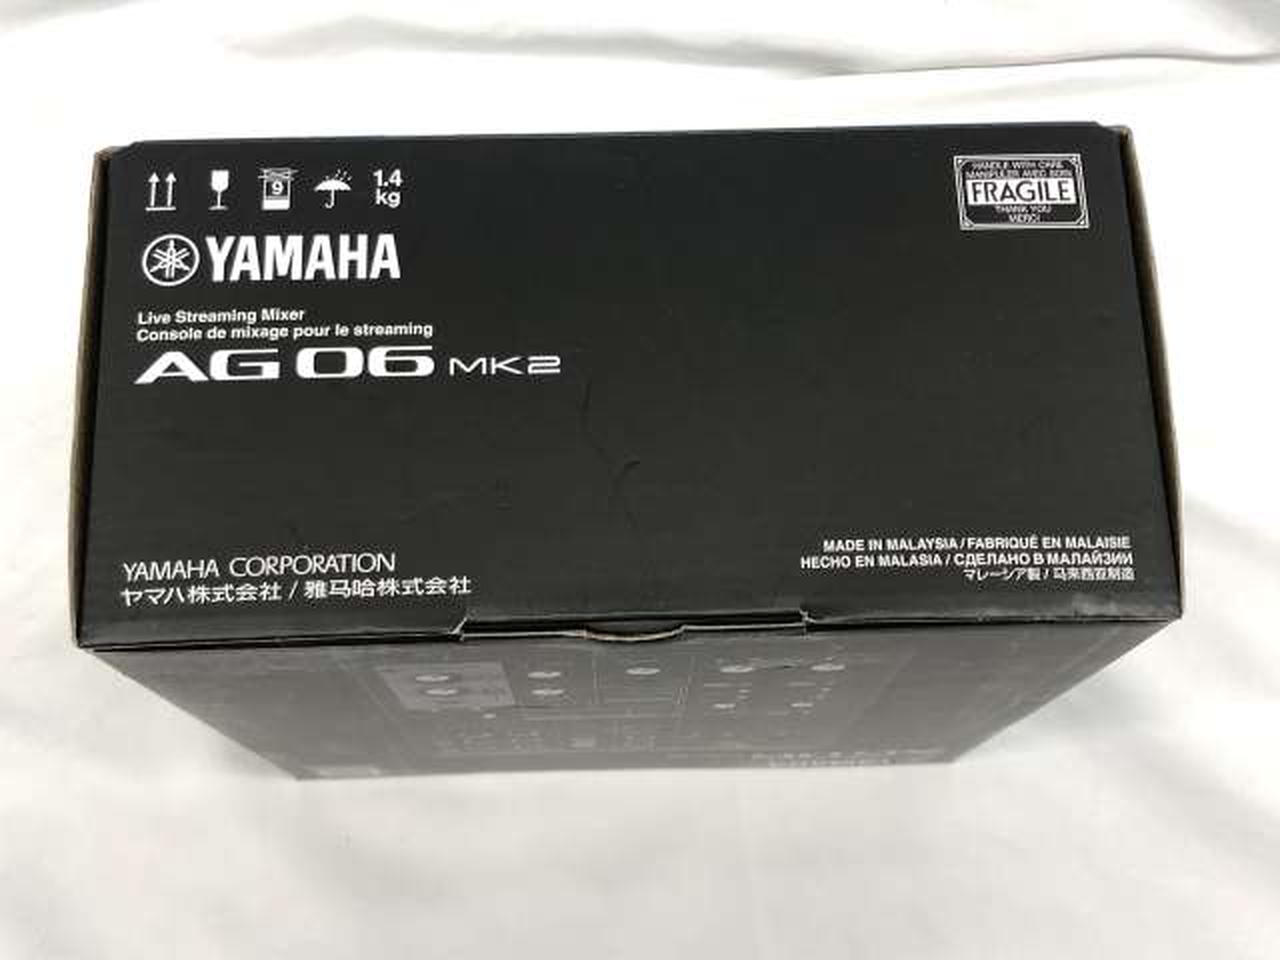 9
1.4
kg
HANDLE WITH CARE
MANIPULER AVEC SOIN
FRAGILE
THANK YOU
MERCI
YAMAHA
Live Streaming Mixer
Console de mixage pour le streaming
AG06 MK2
YAMAHA CORPORATION
ヤマハ株式会社 / 雅马哈株式会社
MADE IN MALAYSIA / FABRIQUÉ EN MALAISIE
HECHO EN MALASIA / СДЕЛАНО В МАЛАЙЗИИ
マレーシア製 / 马来西亚制造